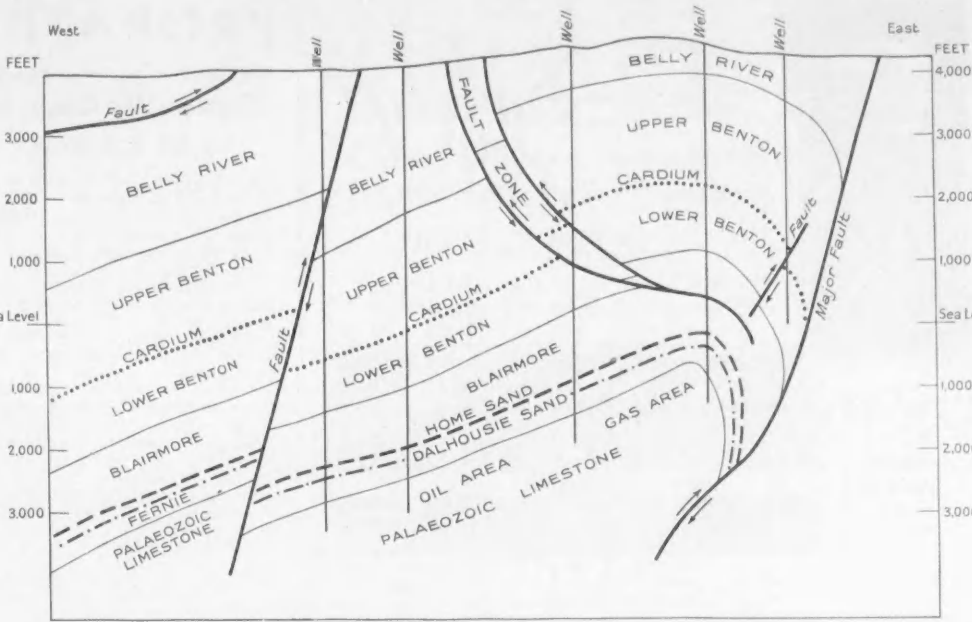 West
East
FEET
FEET
Well
Well
Well
Well
Well
4,000
3,000
3,000
2,000
2,000
1,000
1,000
Sea L
a Level
1,000
1,000
2,000
2,000
3.000
3,000
Fault
BELLY RIVER
UPPER BENTON
CARDIUM
LOWER BENTON
BLAIRMORE
FERNIE
PALAEOZOIC
LIMESTONE
Fault
BELLY RIVER
UPPER BENTON
CARDIUM
LOWER BENTON
FAULT ZONE
BELLY RIVER
UPPER BENTON
CARDIUM
LOWER BENTON
Fault
Major Fault
BLAIRMORE
HOME SAND
DALHOUSIE SAND
OIL AREA
GAS AREA
PALAEOZOIC LIMESTONE